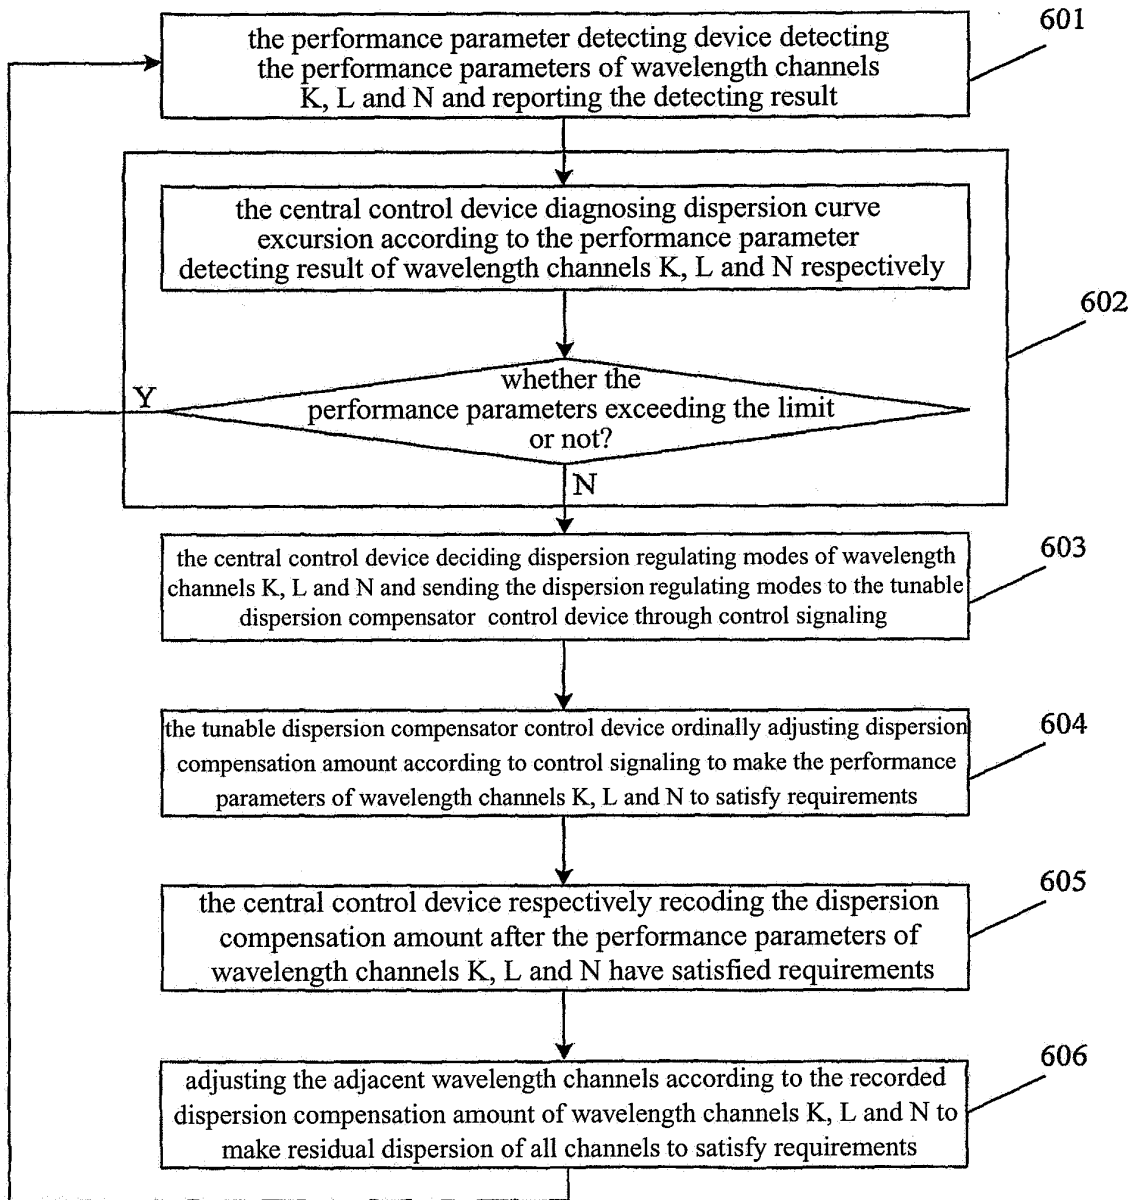 the performance parameter detecting device detecting
the performance parameters of wavelength channels
K, L and N and reporting the detecting result
601
the central control device diagnosing dispersion curve
excursion according to the performance parameter
detecting result of wavelength channels K, L and N respectively
602
whether the
performance parameters exceeding the limit
or not?
Y
N
the central control device deciding dispersion regulating modes of wavelength
channels K, L and N and sending the dispersion regulating modes to the tunable
dispersion compensator control device through control signaling
603
the tunable dispersion compensator control device ordinally adjusting dispersion
compensation amount according to control signaling to make the performance
parameters of wavelength channels K, L and N to satisfy requirements
604
the central control device respectively recoding the dispersion
compensation amount after the performance parameters of
wavelength channels K, L and N have satisfied requirements
605
adjusting the adjacent wavelength channels according to the recorded
dispersion compensation amount of wavelength channels K, L and N to
make residual dispersion of all channels to satisfy requirements
606